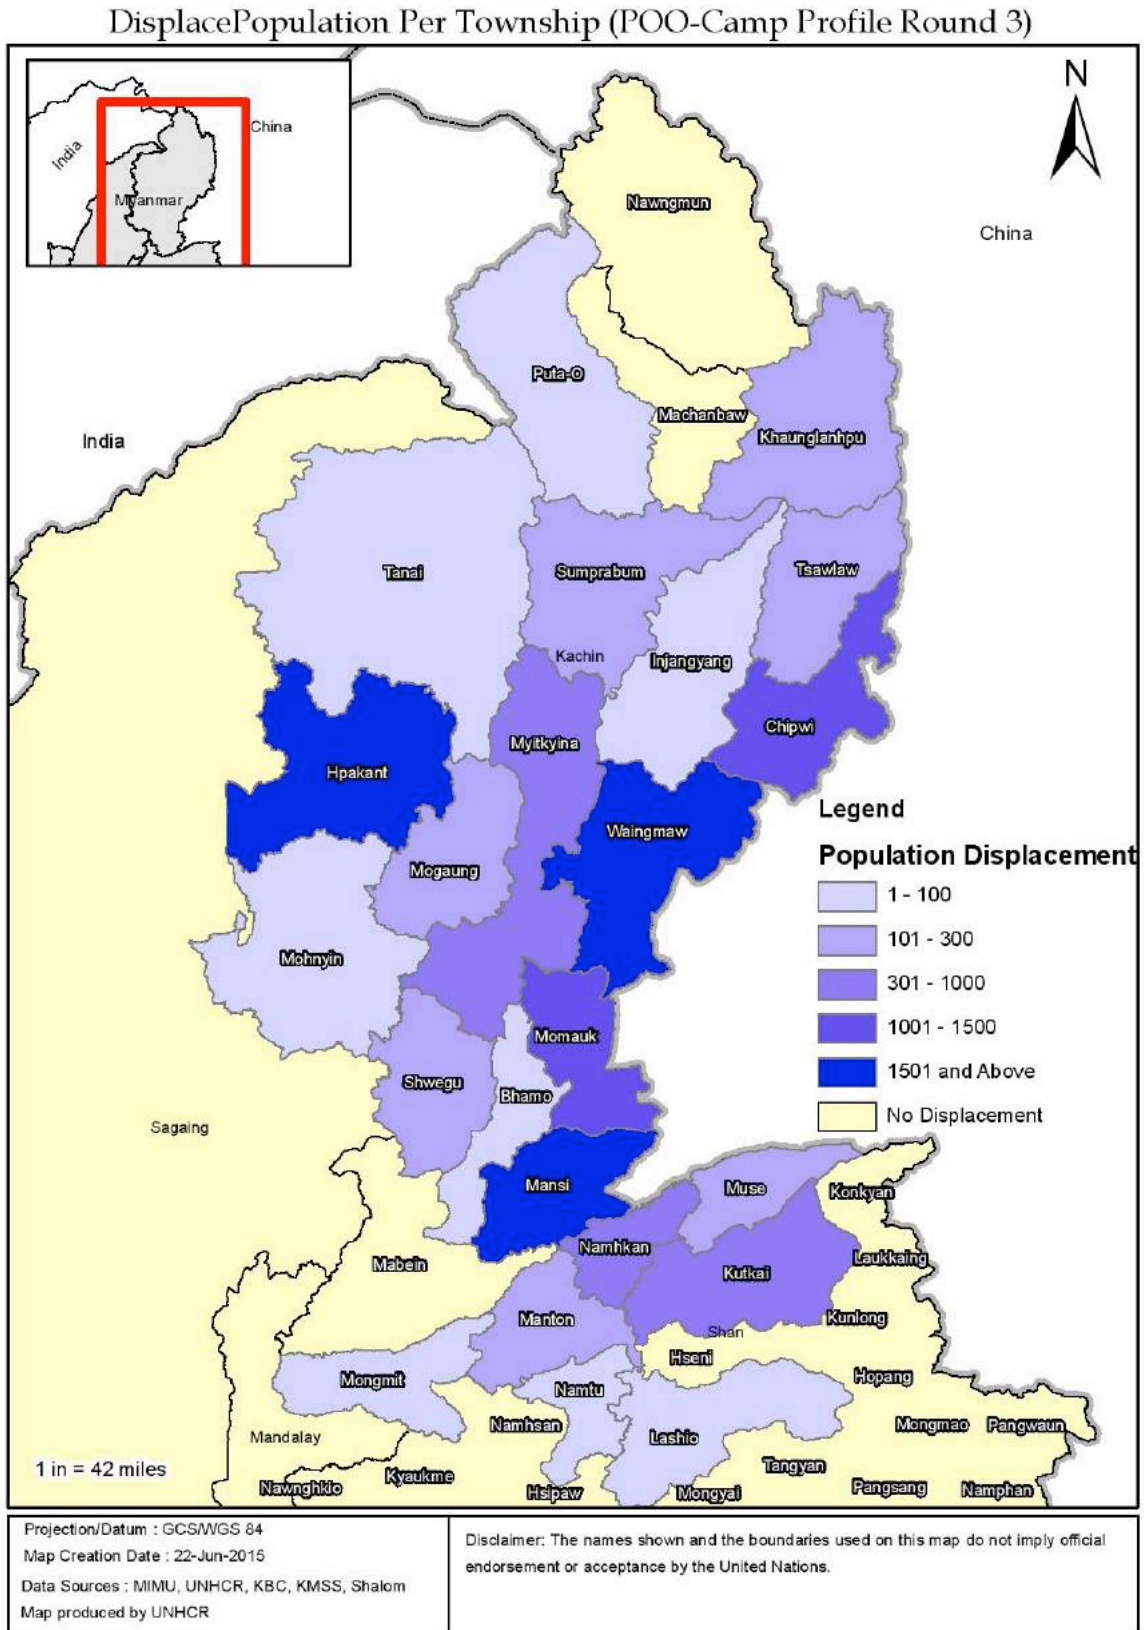 DisplacePopulation Per Township (POO-Camp Profile Round 3)
China
India
Myanmar
N
Nawngmun
China
Puta-O
Machanbaw
Khaunglanhpu
India
Tanai
Sumprabum
Tsawlaw
Kachin
Injangyang
Chipwi
Myitkyina
Hpakant
Waingmaw
Mogaung
Mohnyin
Momauk
Shwegu
Bhamo
Sagaing
Mansi
Legend
Population Displacement
1 - 100
101 - 300
301 - 1000
1001 - 1500
1501 and Above
No Displacement
Muse
Konkyan
Namhkan
Laukkaing
Mabein
Kutkai
Manton
Kunlong
Shan
Hseni
Mongmit
Namtu
Hopang
Namhsan
Mongmao
Pangwaun
Mandalay
Lashio
1 in = 42 miles
Tangyan
Kyaukme
Nawnghkio
Hsipaw
Mongyai
Pangsang
Namphan
Projection/Datum : GCS/WGS 84
Map Creation Date : 22-Jun-2015
Data Sources : MIMU, UNHCR, KBC, KMSS, Shalom
Map produced by UNHCR
Disclaimer: The names shown and the boundaries used on this map do not imply official
endorsement or acceptance by the United Nations.